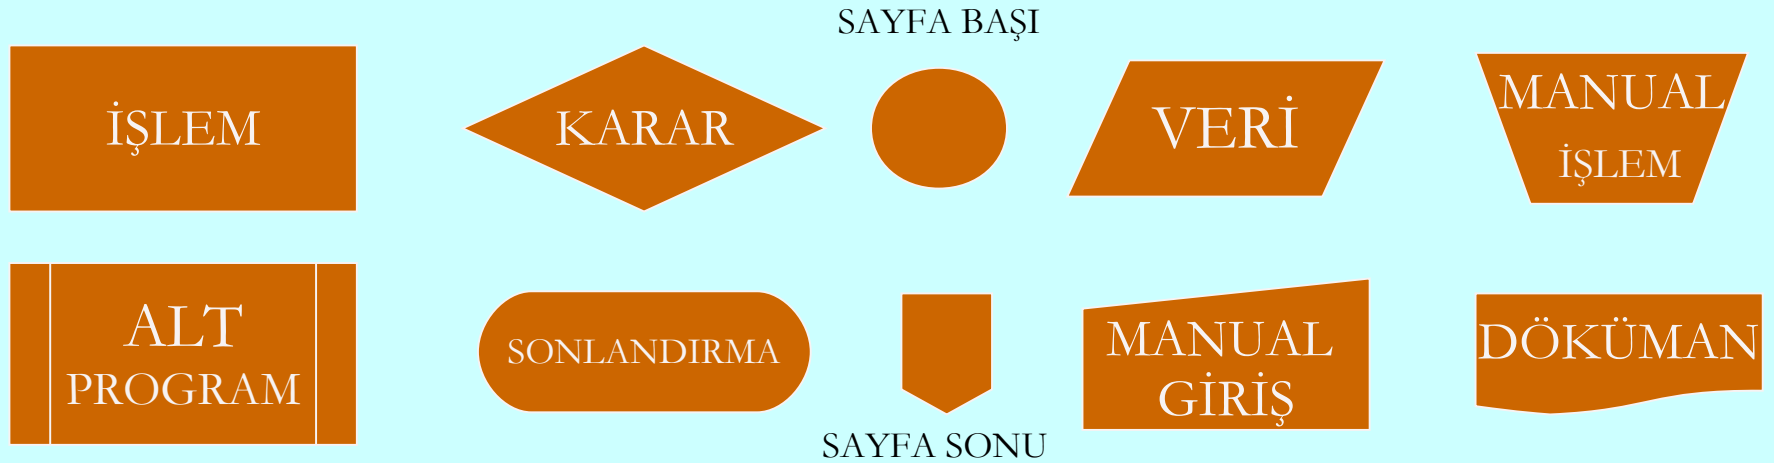 SAYFA BAŞI
İŞLEM
KARAR
VERİ
MANUAL
İŞLEM
ALT
PROGRAM
SONLANDIRMA
MANUAL
GİRİŞ
DÖKÜMAN
SAYFA SONU